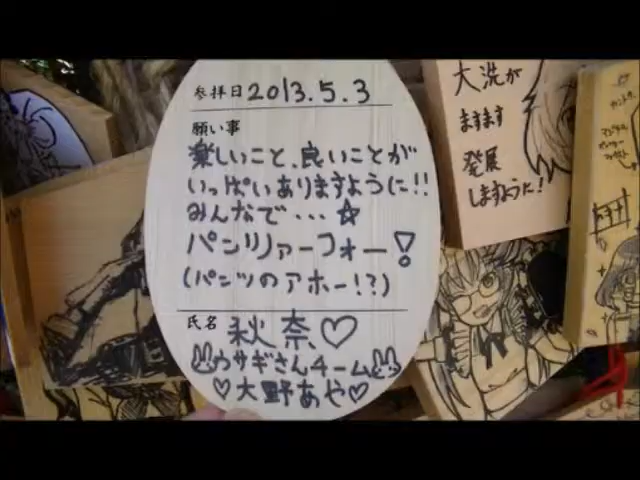 参拝日 2013.5.3
願い事
楽しいこと、良いことが
いっぱいありますように!!
みんなで・・・☆
パンツァーフォー!
(パンツのアホー!?)
氏名 秋奈♡
ウサギさんチーム
♡大野あや♡
大洗が
ますます
発展
しますように!